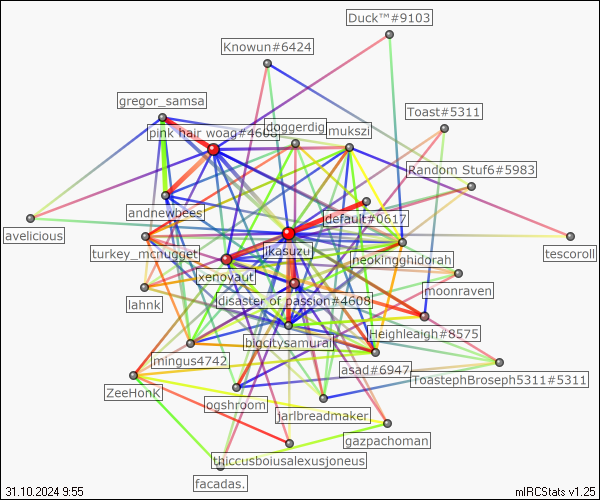 Duck™#9103
Knowun#6424
gregor_samsa
Toast#5311
doggerdig
mukszi
pink hair woag#4608
Random Stuf6#5983
andnewbees
default#0617
avelicious
turkey_mcnugget
ikasuzu
neokingghidorah
tescoroll
xenovaut
moonraven
lahnk
disaster of passion#4608
Heighleaigh#8575
bigcitysamurai
mingus4742
asad#6947
ToastephBroseph5311#5311
ZeeHonK
ogshroom
jarlbreadmaker
gazpachoman
thiccusboiusalexusjoneus
facadas.
31.10.2024 9:55
mIRCStats v1.25